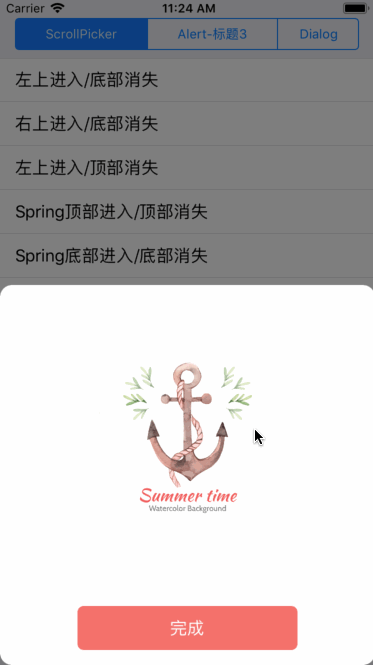 Carrier 11:24 AM
ScrollPicker Alert-标题3 Dialog
左上进入/底部消失
右上进入/底部消失
左上进入/顶部消失
Spring顶部进入/顶部消失
Spring底部进入/底部消失
Summer time
Watercolor Background
完成